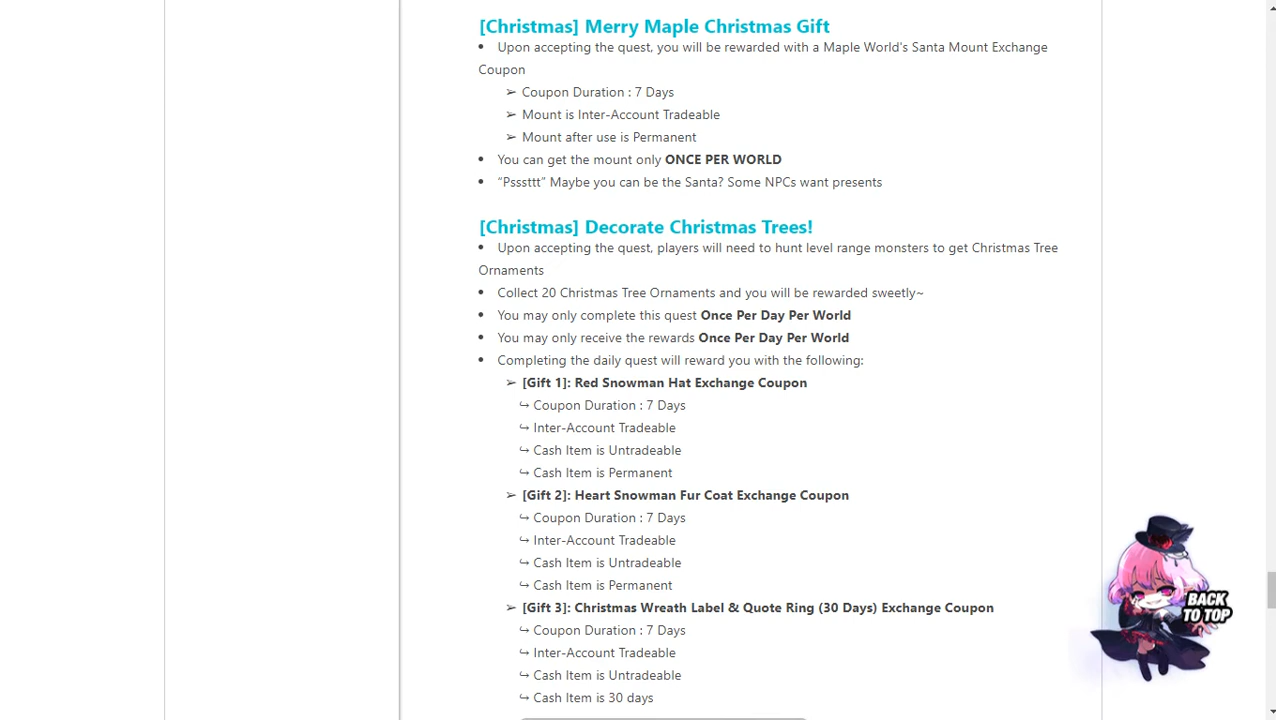 [Christmas] Merry Maple Christmas Gift
• Upon accepting the quest, you will be rewarded with a Maple World's Santa Mount Exchange
Coupon
➢ Coupon Duration : 7 Days
➢ Mount is Inter-Account Tradeable
➢ Mount after use is Permanent
• You can get the mount only ONCE PER WORLD
• “Psssttt” Maybe you can be the Santa? Some NPCs want presents
[Christmas] Decorate Christmas Trees!
• Upon accepting the quest, players will need to hunt level range monsters to get Christmas Tree
Ornaments
• Collect 20 Christmas Tree Ornaments and you will be rewarded sweetly~
• You may only complete this quest Once Per Day Per World
• You may only receive the rewards Once Per Day Per World
• Completing the daily quest will reward you with the following:
➢ [Gift 1]: Red Snowman Hat Exchange Coupon
↪ Coupon Duration : 7 Days
↪ Inter-Account Tradeable
↪ Cash Item is Untradeable
↪ Cash Item is Permanent
➢ [Gift 2]: Heart Snowman Fur Coat Exchange Coupon
↪ Coupon Duration : 7 Days
↪ Inter-Account Tradeable
↪ Cash Item is Untradeable
↪ Cash Item is Permanent
➢ [Gift 3]: Christmas Wreath Label & Quote Ring (30 Days) Exchange Coupon
↪ Coupon Duration : 7 Days
↪ Inter-Account Tradeable
↪ Cash Item is Untradeable
↪ Cash Item is 30 days
BACK
TO TOP